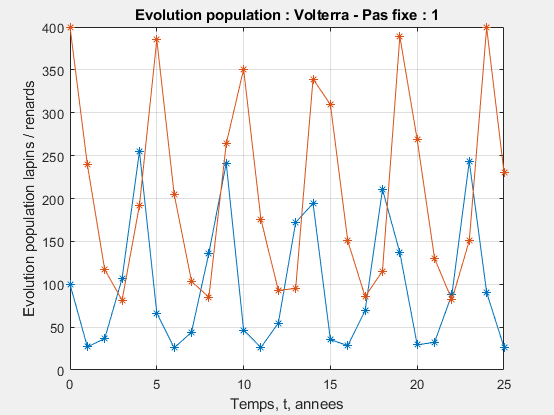 Evolution population : Volterra - Pas fixe : 1
Evolution population lapins / renards
400
350
300
250
200
150
100
50
0
0 5 10 15 20 25
Temps, t, annees